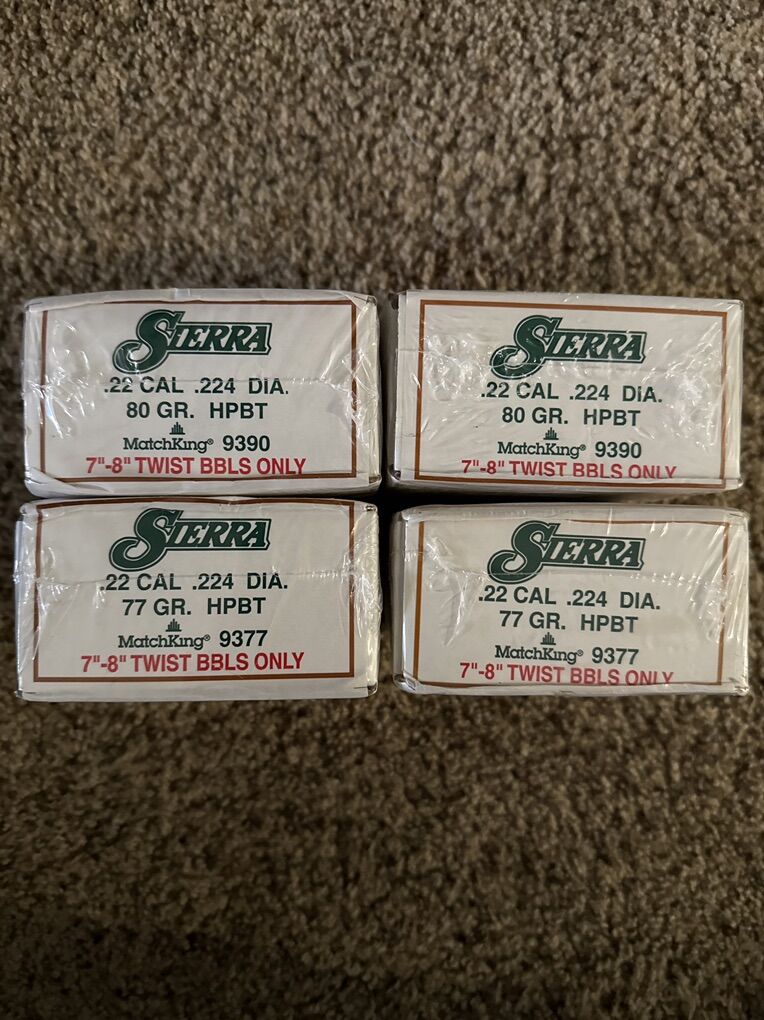 SIERRA
.22 CAL .224 DIA.
80 GR. HPBT
MatchKing® 9390
7"-8" TWIST BBLS ONLY
SIERRA
.22 CAL .224 DIA.
80 GR. HPBT
MatchKing® 9390
7"-8" TWIST BBLS ONLY
SIERRA
.22 CAL .224 DIA.
77 GR. HPBT
MatchKing® 9377
7"-8" TWIST BBLS ONLY
SIERRA
.22 CAL .224 DIA.
77 GR. HPBT
MatchKing® 9377
7"-8" TWIST BBLS ONLY